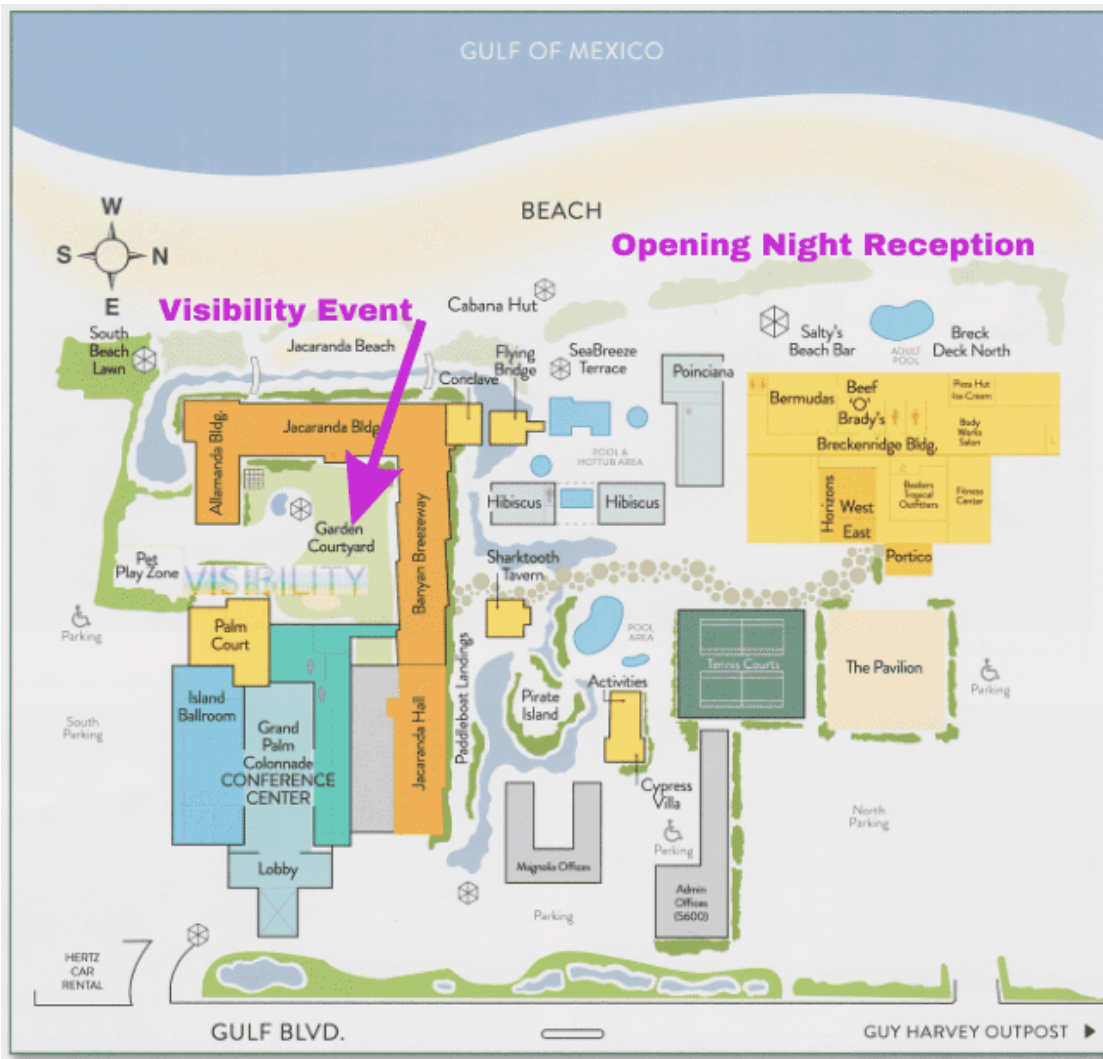 GULF OF MEXICO
BEACH
W
S
N
E
Opening Night Reception
Visibility Event
Cabana Hut
South
Beach
Lawn
Jacaranda Beach
Conclave
Flying
Bridge
SeaBreeze
Terrace
Poinciana
Salty's
Beach Bar
ADULT
POOL
Breck
Deck North
Allamanda Bldg.
Jacaranda Bldg.
Bermudas
Beef
'O'
Brady's
Pizza Hut
Ice Cream
Body
Works
Salon
Breckenridge Bldg.
POOL &
HOTTUB AREA
Hibiscus
Hibiscus
Horizons
West
East
Boaters
Tropical
Outfitters
Fitness
Center
Portico
Garden
Courtyard
Banyan Breezeway
Pet
Play Zone
VISIBILITY
Sharktooth
Tavern
Parking
Palm
Court
POOL
AREA
Tennis Courts
The Pavilion
Parking
Island
Ballroom
South
Parking
Grand
Palm
Colonnade
CONFERENCE
CENTER
Jacaranda Hall
Paddleboat Landings
Pirate
Island
Activities
Cypress
Villa
Parking
North
Parking
Lobby
Magnolia Offices
Parking
Admin
Offices
(5600)
HERTZ
CAR
RENTAL
GULF BLVD.
GUY HARVEY OUTPOST